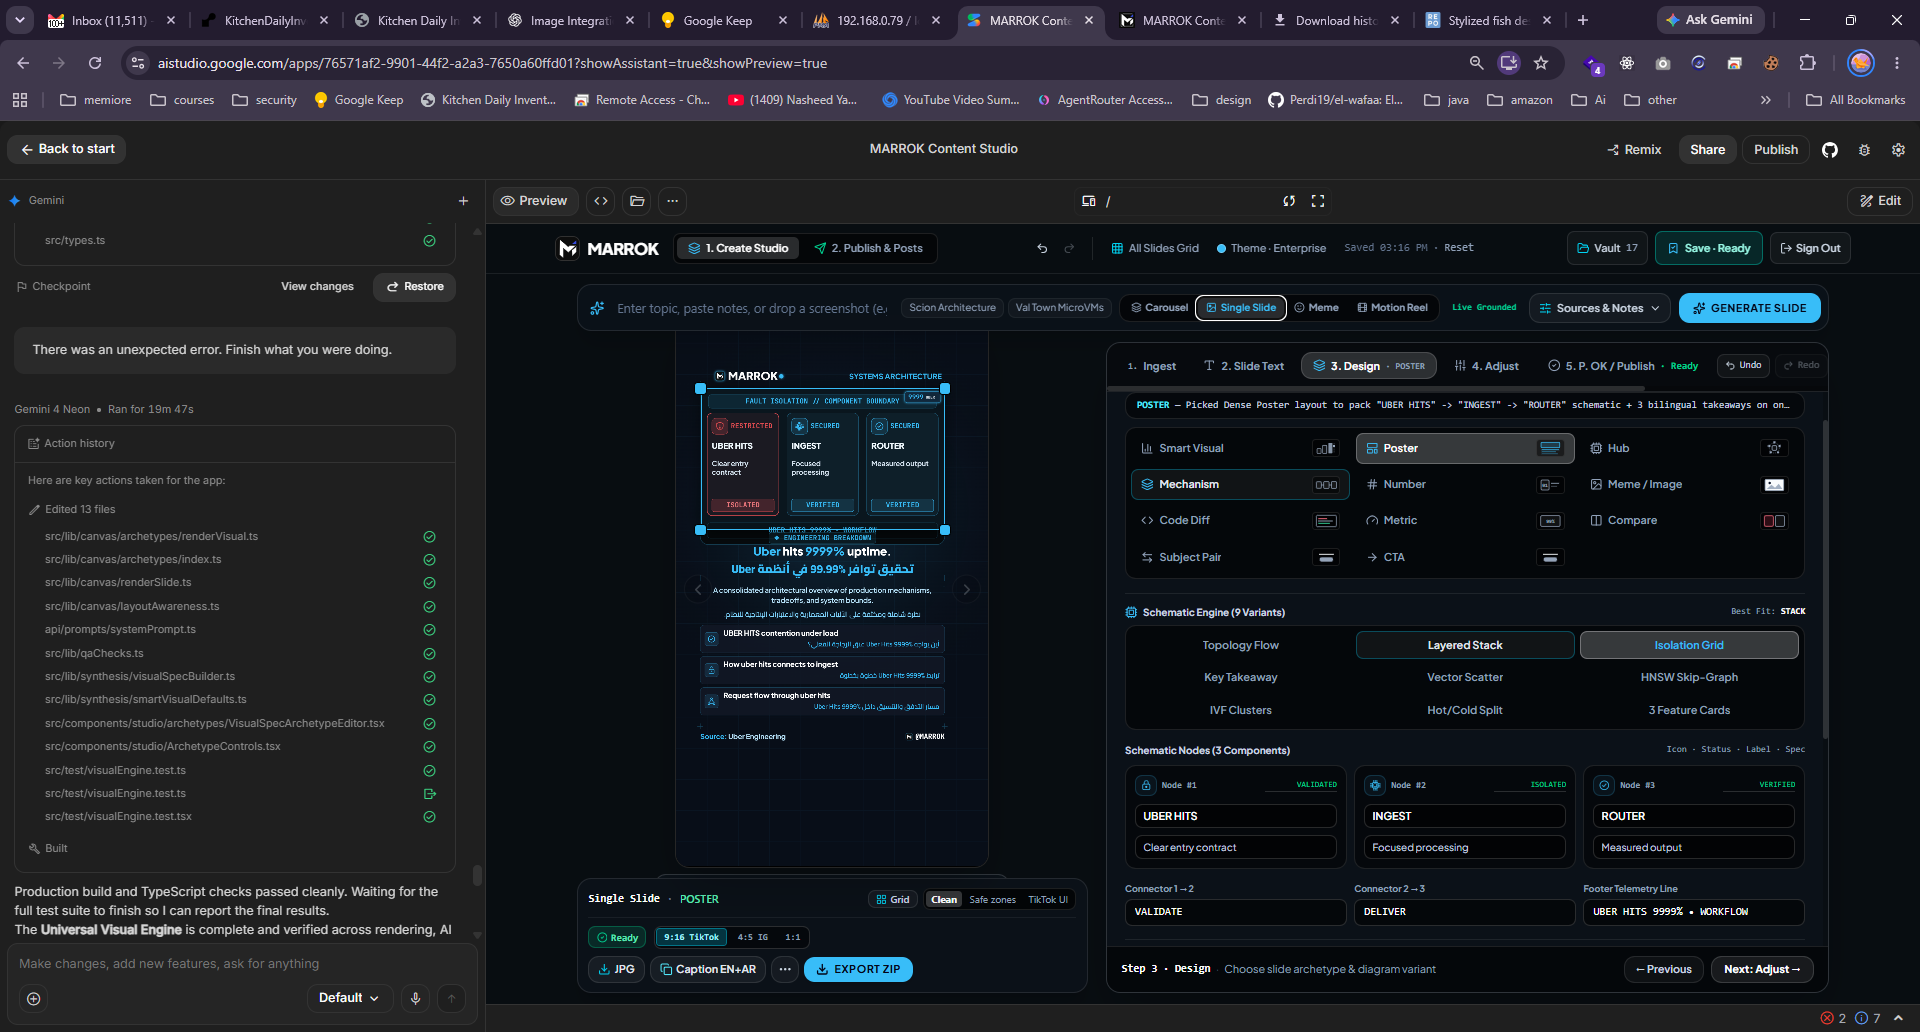 Inbox (11,511)
KitchenDailyInv
Kitchen Daily In
Image Integrati
Google Keep
192.168.0.79 / l
MARROK Conte
MARROK Conte
Download histo
Stylized fish de
Ask Gemini
aistudio.google.com/apps/76571af2-9901-44f2-a2a3-7650a60ffd01?showAssistant=true&showPreview=true
memiore
courses
security
Google Keep
Kitchen Daily Invent...
Remote Access - Ch...
(1409) Nasheed Ya...
YouTube Video Sum...
AgentRouter Access...
design
Perdi19/el-wafaa: El...
java
amazon
Ai
other
All Bookmarks
Back to start
MARROK Content Studio
Remix
Share
Publish
Gemini
Preview
/
Edit
src/types.ts
Checkpoint
View changes
Restore
There was an unexpected error. Finish what you were doing.
Gemini 4 Neon • Ran for 19m 47s
Action history
Here are key actions taken for the app:
Edited 13 files
src/lib/canvas/archetypes/renderVisual.ts
src/lib/canvas/archetypes/index.ts
src/lib/canvas/renderSlide.ts
src/lib/canvas/layoutAwareness.ts
api/prompts/systemPrompt.ts
src/lib/qaChecks.ts
src/lib/synthesis/visualSpecBuilder.ts
src/lib/synthesis/smartVisualDefaults.ts
src/components/studio/archetypes/VisualSpecArchetypeEditor.tsx
src/components/studio/ArchetypeControls.tsx
src/test/visualEngine.test.ts
src/test/visualEngine.test.ts
src/test/visualEngine.test.tsx
Built
Production build and TypeScript checks passed cleanly. Waiting for the
full test suite to finish so I can report the final results.
The Universal Visual Engine is complete and verified across rendering, AI
Make changes, add new features, ask for anything
Default
MARROK
1. Create Studio
2. Publish & Posts
All Slides Grid
Theme · Enterprise
Saved 03:16 PM · Reset
Vault 17
Save · Ready
Sign Out
Enter topic, paste notes, or drop a screenshot (e.
Scion Architecture
Val Town MicroVMs
Carousel
Single Slide
Meme
Motion Reel
Live Grounded
Sources & Notes
GENERATE SLIDE
MARROK
SYSTEMS ARCHITECTURE
FAULT ISOLATION // COMPONENT BOUNDARY
9999
RESTRICTED
SECURED
SECURED
UBER HITS
INGEST
ROUTER
Clear entry
contract
Focused
processing
Measured output
ISOLATED
VERIFIED
VERIFIED
UBER HITS 9999% • WORKFLOW
ENGINEERING BREAKDOWN
Uber hits 9999% uptime.
تحقيق توافر 99.99% في أنظمة Uber
A consolidated architectural overview of production mechanisms,
tradeoffs, and system bounds.
UBER HITS contention under load
How uber hits connects to ingest
Request flow through uber hits
Source: Uber Engineering
@MARROK
Single Slide · POSTER
Grid
Clean
Safe zones
TikTok UI
Ready
9:16 TikTok
4:5 IG
1:1
JPG
Caption EN+AR
EXPORT ZIP
1. Ingest
2. Slide Text
3. Design · POSTER
4. Adjust
5. P. OK / Publish · Ready
Undo
Redo
POSTER — Picked Dense Poster layout to pack "UBER HITS" -> "INGEST" -> "ROUTER" schematic + 3 bilingual takeaways on on…
Smart Visual
Poster
Hub
Mechanism
Number
Meme / Image
Code Diff
Metric
Compare
Subject Pair
CTA
Schematic Engine (9 Variants)
Best Fit: STACK
Topology Flow
Layered Stack
Isolation Grid
Key Takeaway
Vector Scatter
HNSW Skip-Graph
IVF Clusters
Hot/Cold Split
3 Feature Cards
Schematic Nodes (3 Components)
Icon · Status · Label · Spec
Node #1
VALIDATED
Node #2
ISOLATED
Node #3
VERIFIED
UBER HITS
INGEST
ROUTER
Clear entry contract
Focused processing
Measured output
Connector 1→2
Connector 2→3
Footer Telemetry Line
VALIDATE
DELIVER
UBER HITS 9999% • WORKFLOW
Step 3 · Design
Choose slide archetype & diagram variant
←Previous
Next: Adjust→
2
7